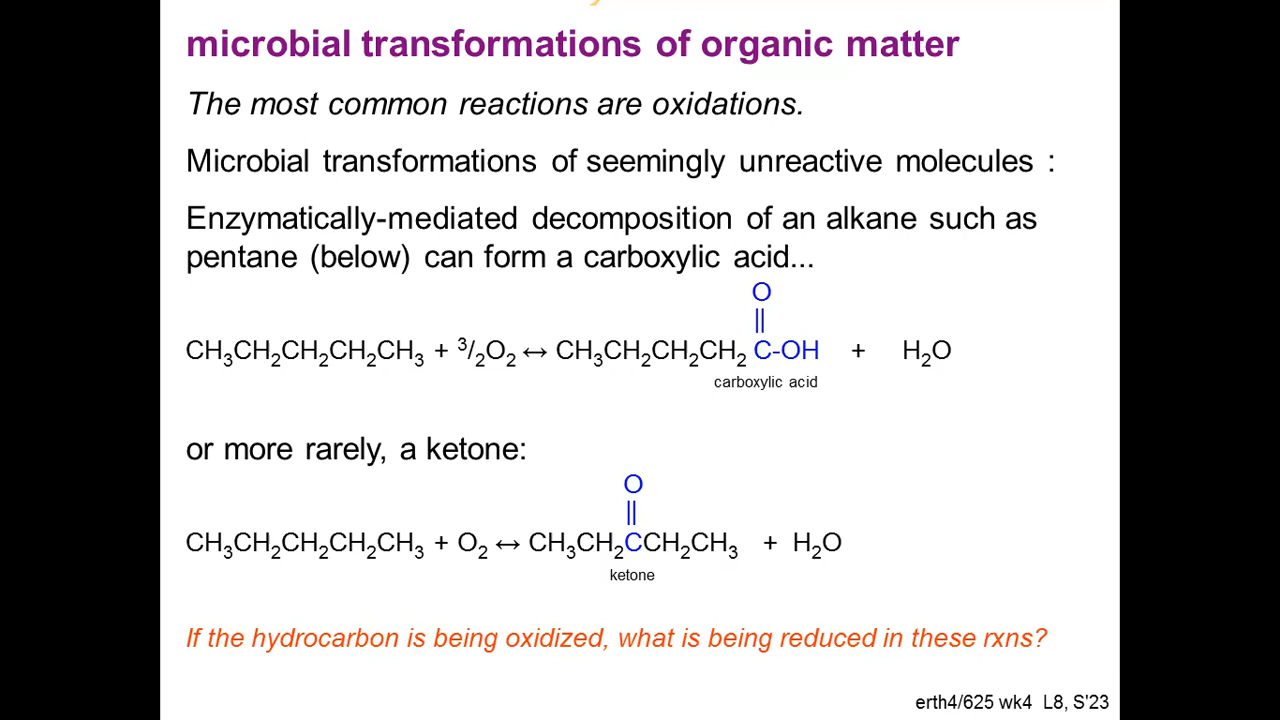 microbial transformations of organic matter
The most common reactions are oxidations.
Microbial transformations of seemingly unreactive molecules :
Enzymatically-mediated decomposition of an alkane such as
pentane (below) can form a carboxylic acid...
O
||
CH₃CH₂CH₂CH₂CH₃ + ³/₂O₂ ↔ CH₃CH₂CH₂CH₂ C-OH + H₂O
carboxylic acid
or more rarely, a ketone:
O
||
CH₃CH₂CH₂CH₂CH₃ + O₂ ↔ CH₃CH₂CCH₂CH₃ + H₂O
ketone
If the hydrocarbon is being oxidized, what is being reduced in these rxns?
erth4/625 wk4 L8, S'23